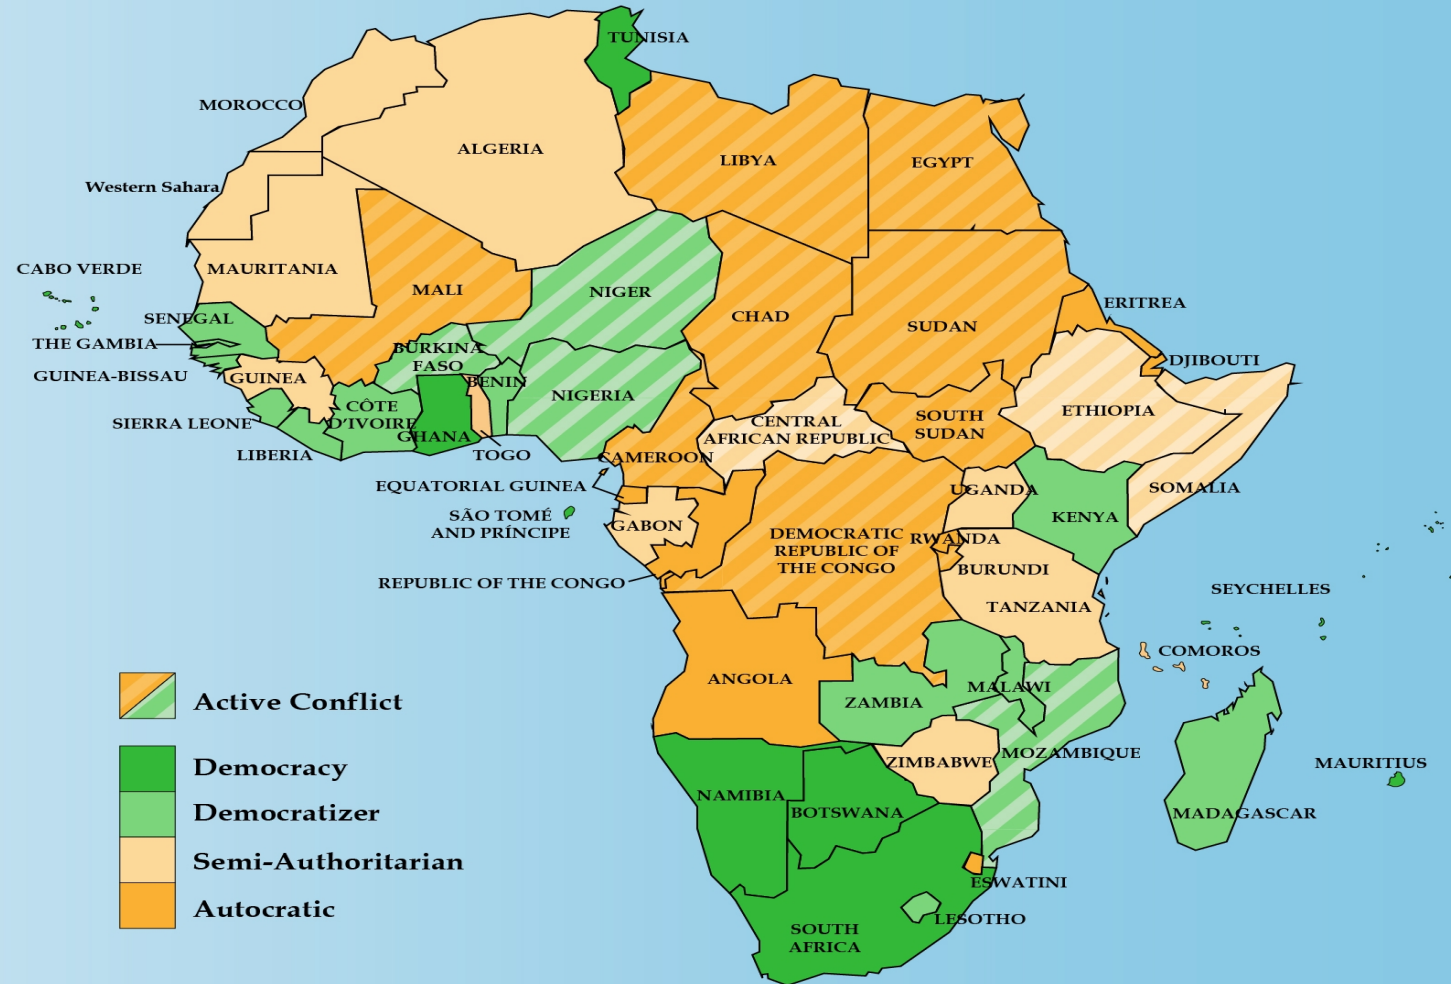 TUNISIA
MOROCCO
ALGERIA
LIBYA
EGYPT
Western Sahara
CABO VERDE
MAURITANIA
MALI
NIGER
CHAD
SUDAN
ERITREA
SENEGAL
THE GAMBIA
GUINEA-BISSAU
GUINEA
BURKINA
FASO
BENIN
NIGERIA
DJIBOUTI
SIERRA LEONE
CÔTE
D'IVOIRE
GHANA
LIBERIA
TOGO
CENTRAL
AFRICAN REPUBLIC
SOUTH
SUDAN
ETHIOPIA
CAMEROON
EQUATORIAL GUINEA
SÃO TOMÉ
AND PRÍNCIPE
GABON
UGANDA
KENYA
SOMALIA
DEMOCRATIC
REPUBLIC OF
THE CONGO
RWANDA
BURUNDI
REPUBLIC OF THE CONGO
TANZANIA
SEYCHELLES
COMOROS
ANGOLA
ZAMBIA
MALAWI
MOZAMBIQUE
ZIMBABWE
NAMIBIA
BOTSWANA
MADAGASCAR
MAURITIUS
ESWATINI
LESOTHO
SOUTH
AFRICA
Active Conflict
Democracy
Democratizer
Semi-Authoritarian
Autocratic